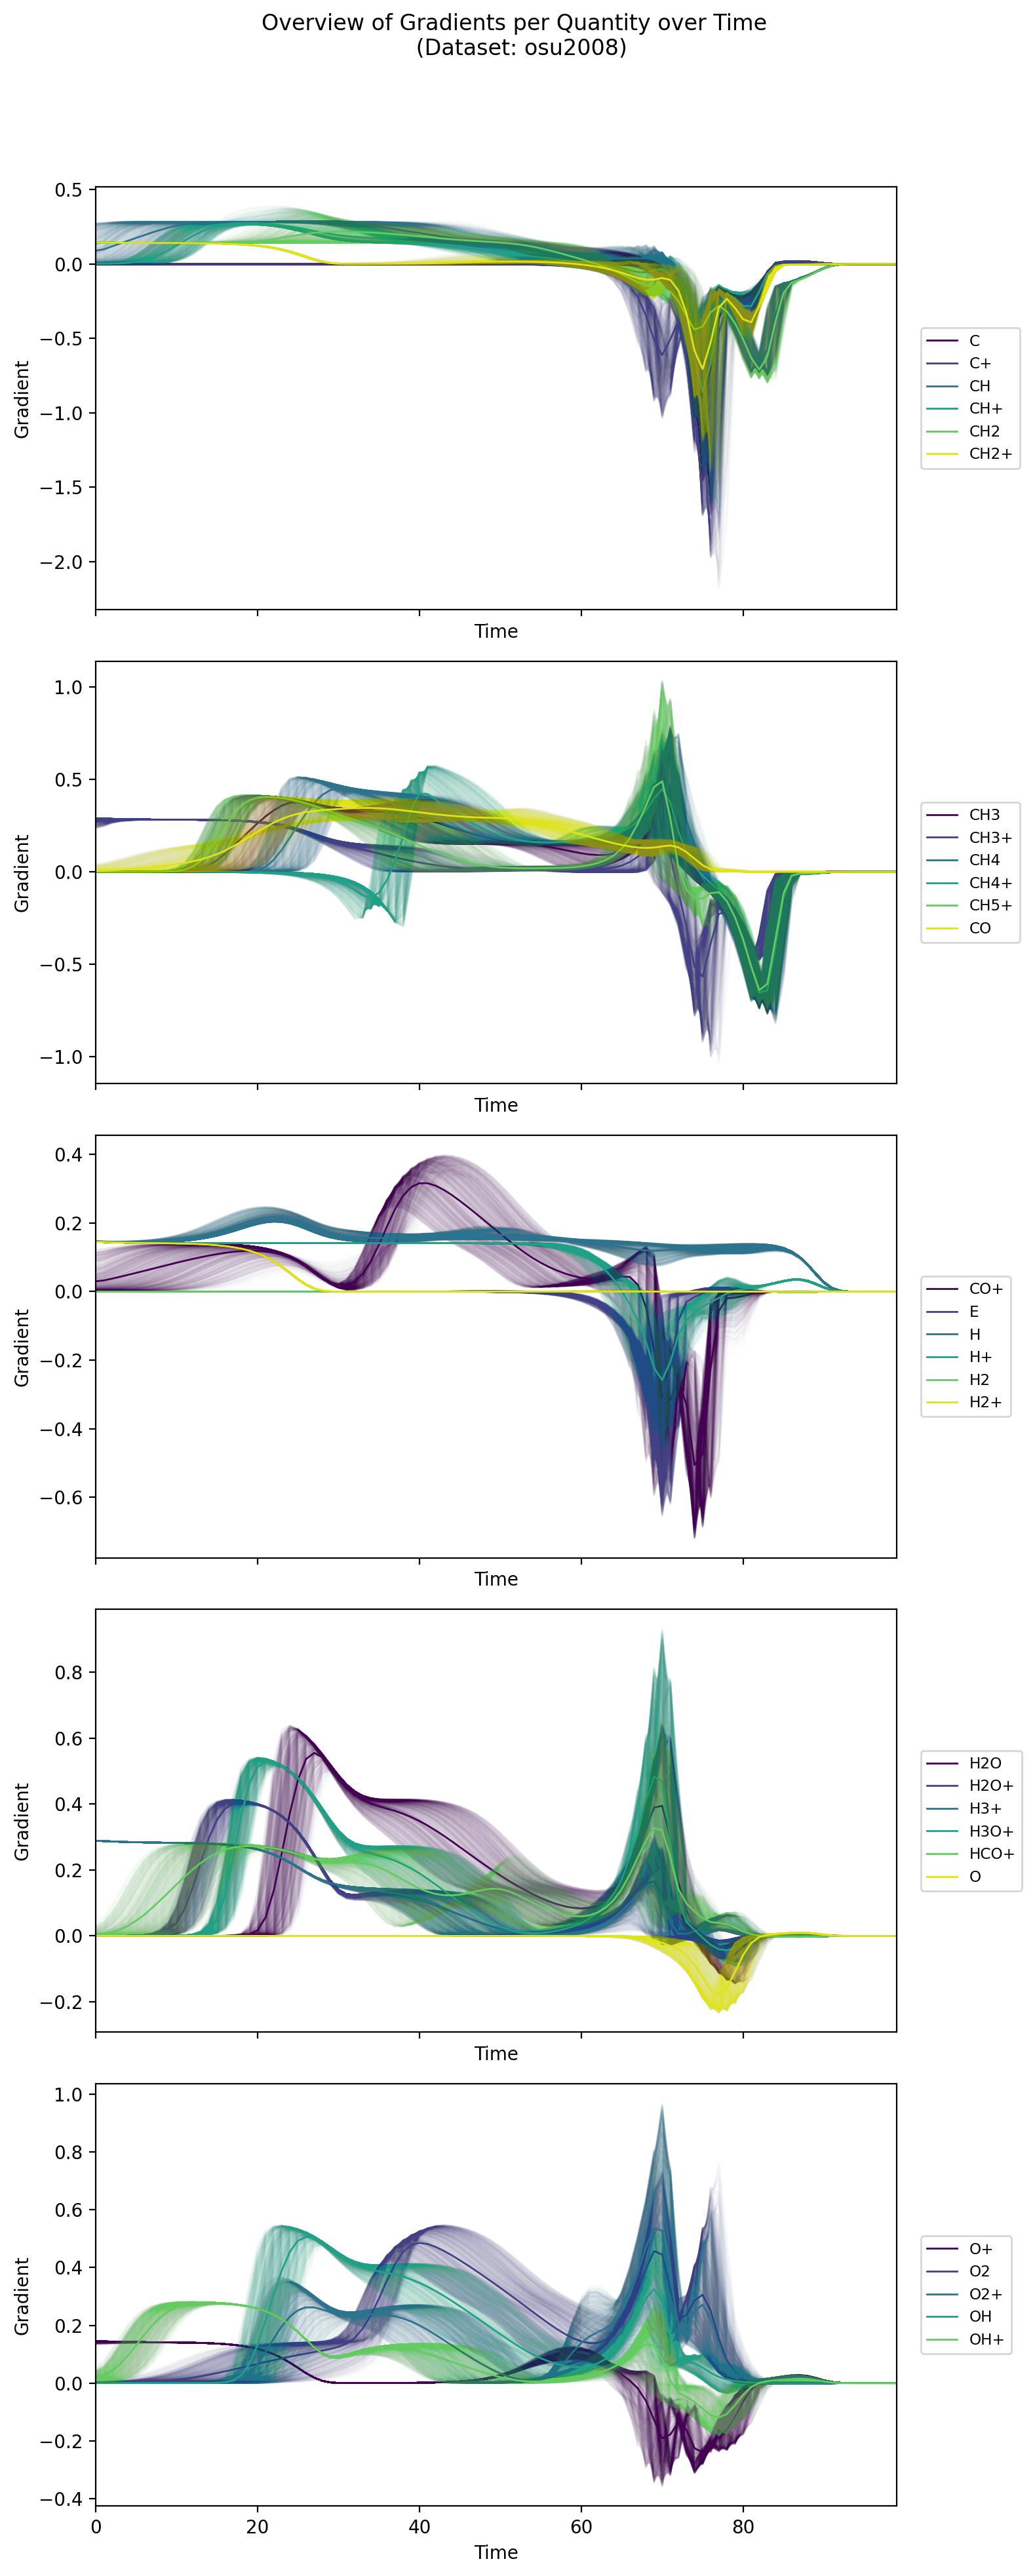 Overview of Gradients per Quantity over Time
(Dataset: osu2008)
0.5
0.0
−0.5
−1.0
−1.5
−2.0
Gradient
Time
C
C+
CH
CH+
CH2
CH2+
1.0
0.5
0.0
−0.5
−1.0
Gradient
Time
CH3
CH3+
CH4
CH4+
CH5+
CO
0.4
0.2
0.0
−0.2
−0.4
−0.6
Gradient
Time
CO+
E
H
H+
H2
H2+
0.8
0.6
0.4
0.2
0.0
−0.2
Gradient
Time
H2O
H2O+
H3+
H3O+
HCO+
O
1.0
0.8
0.6
0.4
0.2
0.0
−0.2
−0.4
Gradient
0 20 40 60 80
Time
O+
O2
O2+
OH
OH+